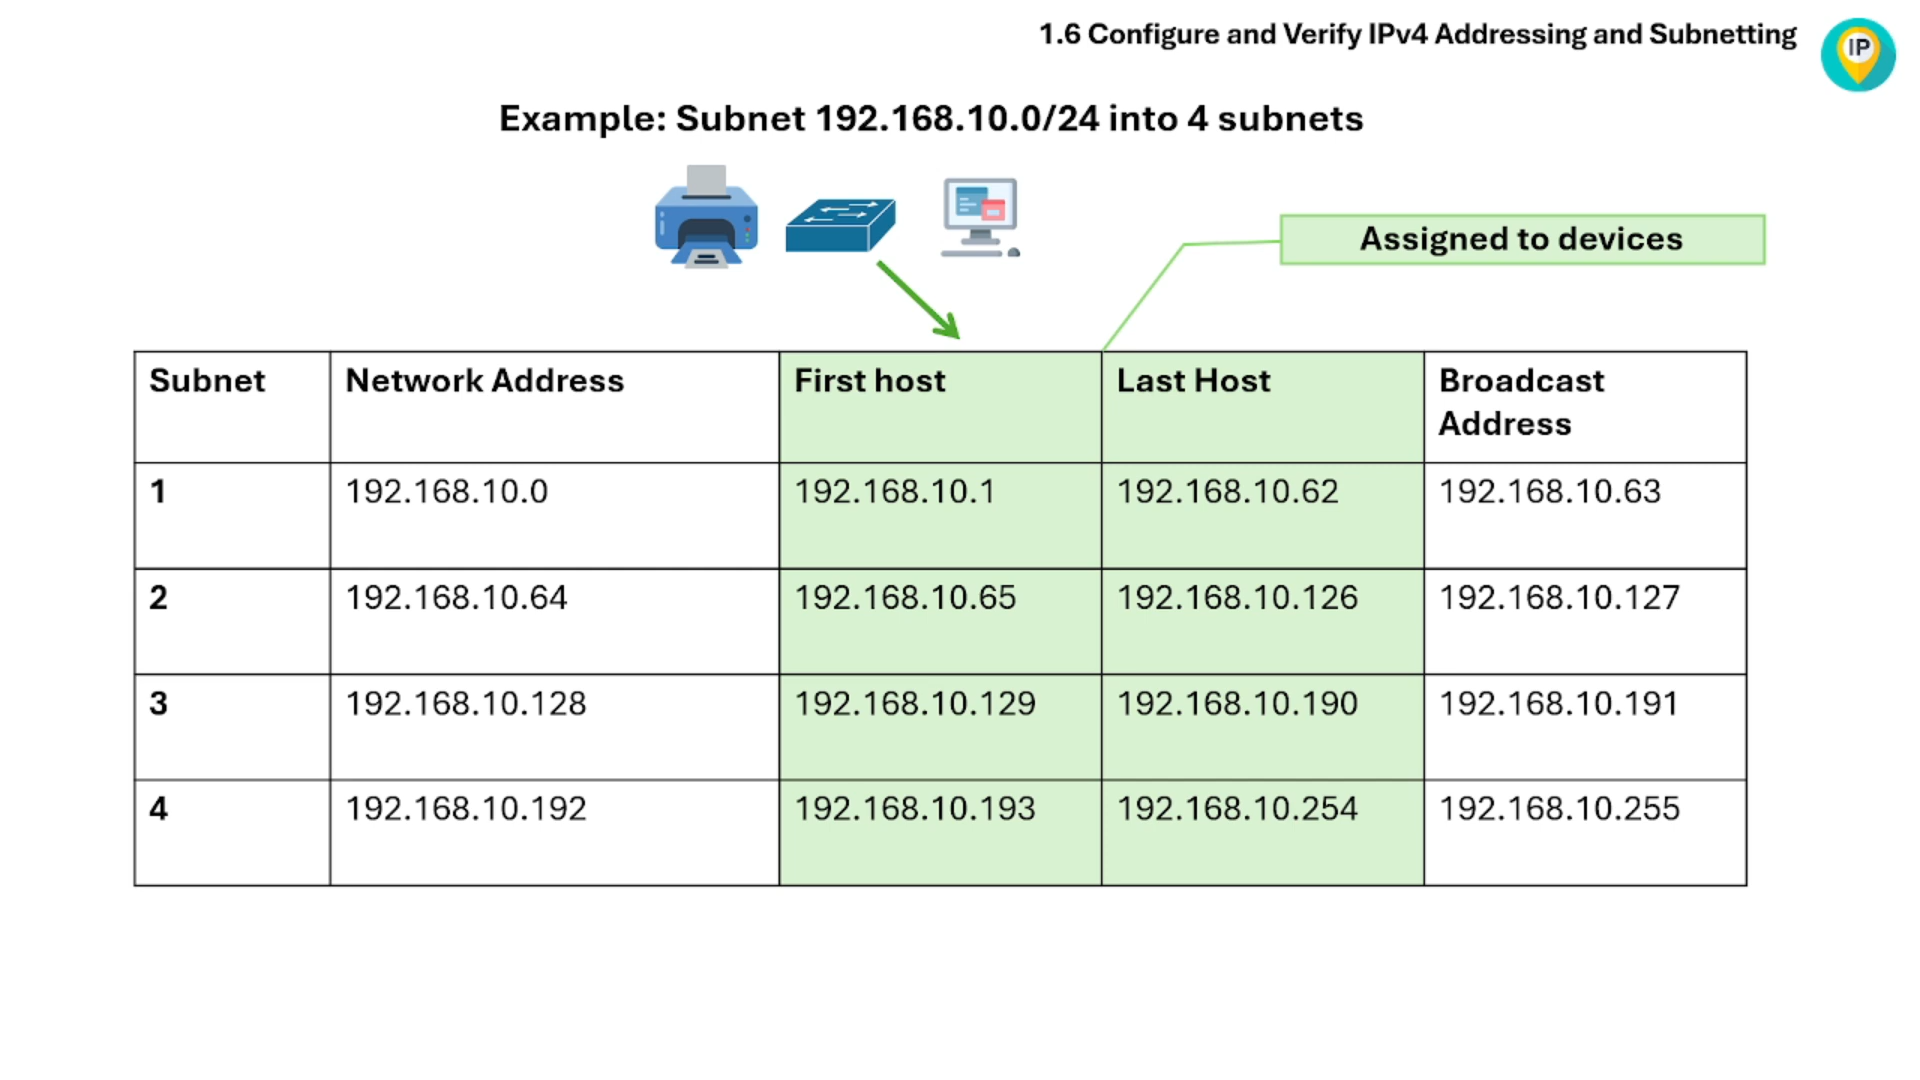 1.6 Configure and Verify IPv4 Addressing and Subnetting
IP
Example: Subnet 192.168.10.0/24 into 4 subnets
Assigned to devices
Subnet Network Address First host Last Host Broadcast Address
1 192.168.10.0 192.168.10.1 192.168.10.62 192.168.10.63
2 192.168.10.64 192.168.10.65 192.168.10.126 192.168.10.127
3 192.168.10.128 192.168.10.129 192.168.10.190 192.168.10.191
4 192.168.10.192 192.168.10.193 192.168.10.254 192.168.10.255